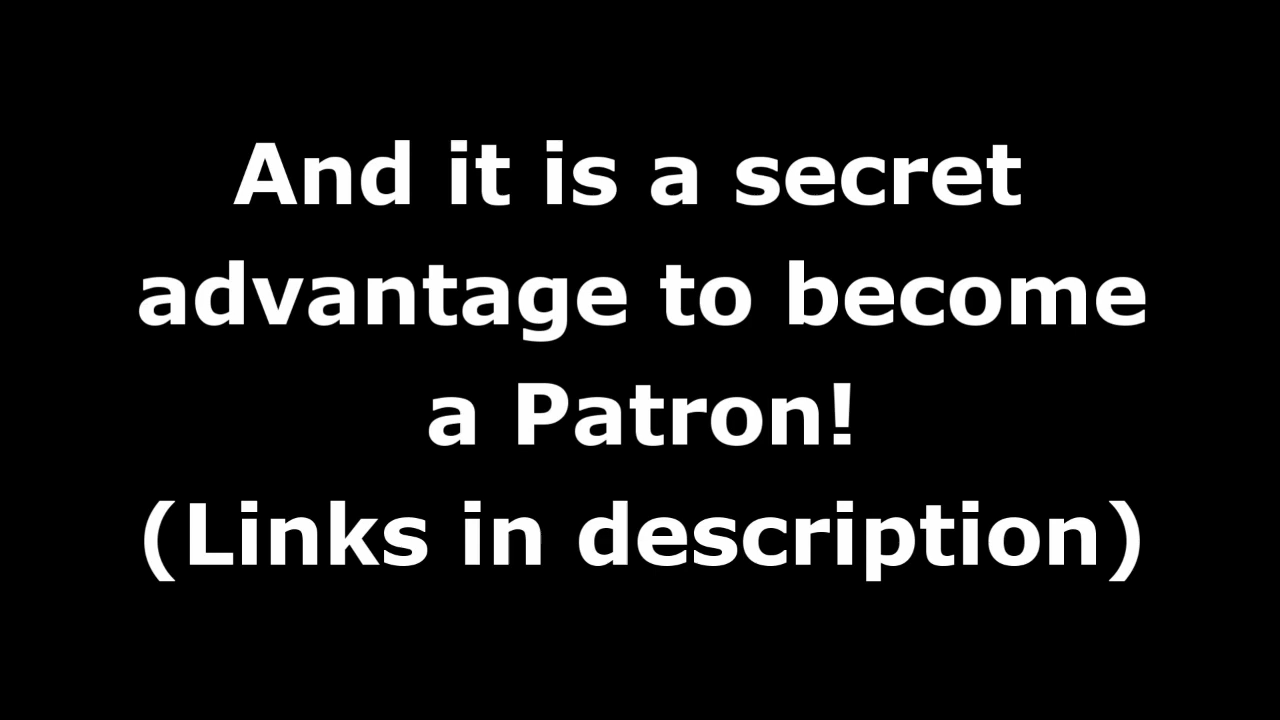 And it is a secret
advantage to become
a Patron!
(Links in description)